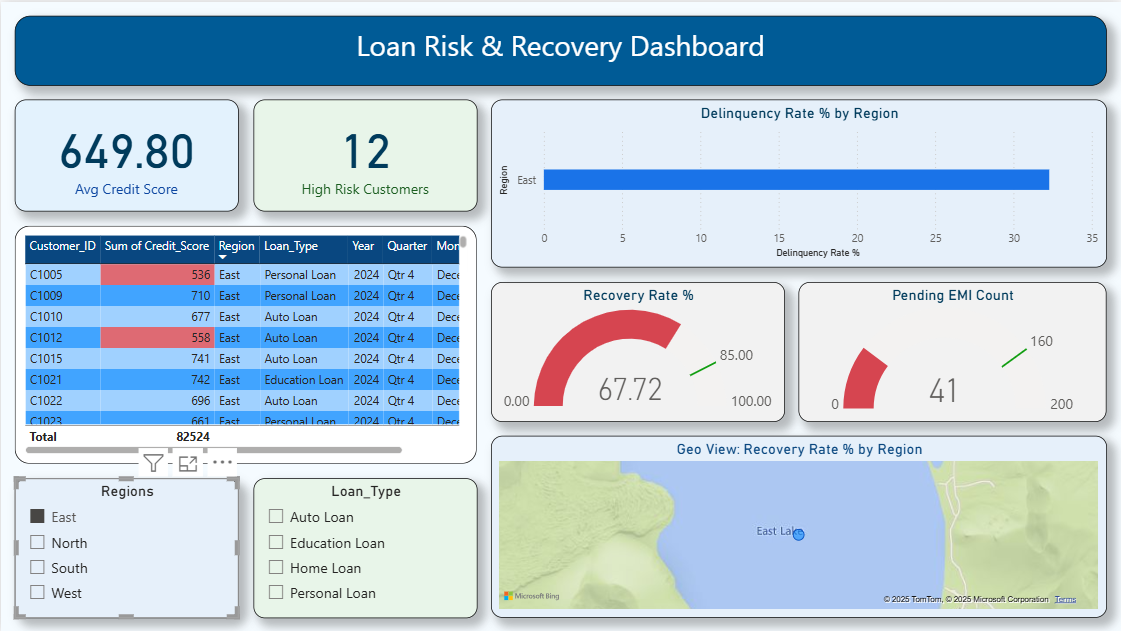 Loan Risk & Recovery Dashboard
649.80
Avg Credit Score
12
High Risk Customers
Delinquency Rate % by Region
Region
East
0 5 10 15 20 25 30 35
Delinquency Rate %
Customer_ID Sum of Credit_Score Region Loan_Type Year Quarter Mon
C1005 536 East Personal Loan 2024 Qtr 4 Dece
C1009 710 East Personal Loan 2024 Qtr 4 Dece
C1010 677 East Auto Loan 2024 Qtr 4 Dece
C1012 558 East Auto Loan 2024 Qtr 4 Dece
C1015 741 East Auto Loan 2024 Qtr 4 Dece
C1021 742 East Education Loan 2024 Qtr 4 Dece
C1022 696 East Auto Loan 2024 Qtr 4 Dece
C1023 661 East Personal Loan 2024 Qtr 4 Dece
Total 82524
Recovery Rate %
85.00
67.72
0.00 100.00
Pending EMI Count
160
41
0 200
Regions
East
North
South
West
Loan_Type
Auto Loan
Education Loan
Home Loan
Personal Loan
Geo View: Recovery Rate % by Region
East Lake
Microsoft Bing
© 2025 TomTom, © 2025 Microsoft Corporation Terms